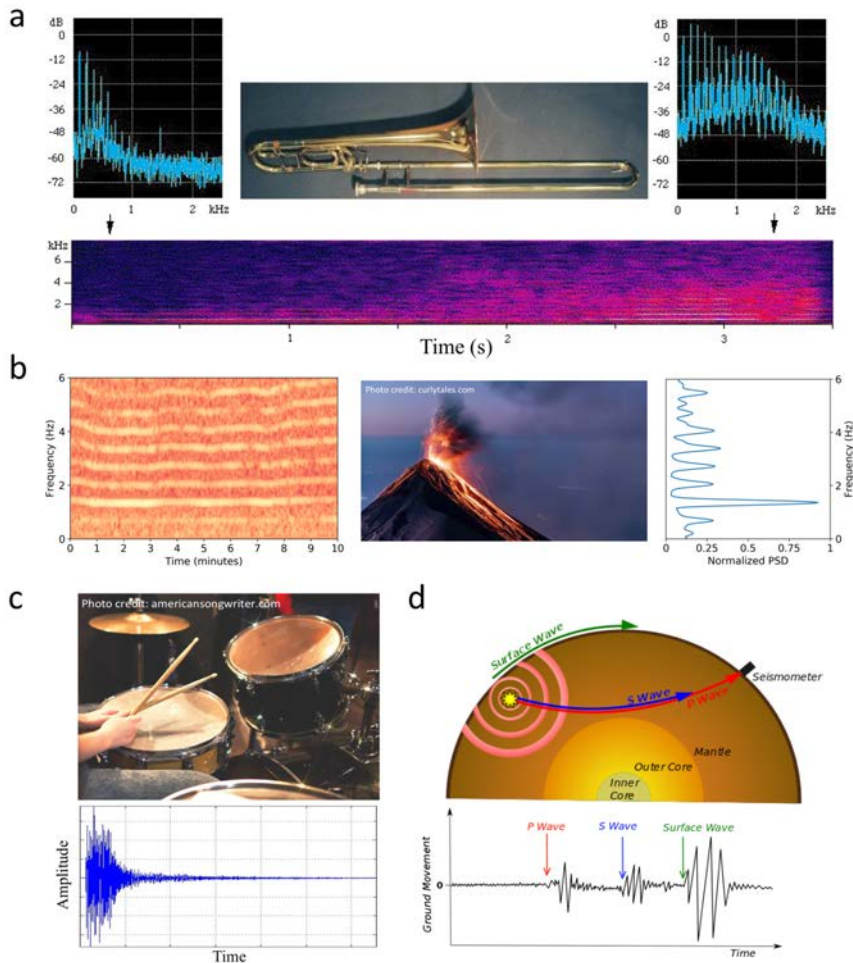 a
dB
0
-12
-24
-36
-48
-60
-72
0 1 2 kHz
dB
0
-12
-24
-36
-48
-60
-72
0 1 2 kHz
kHz
6
4
2
1 2 3
Time (s)
b
6
4
2
0
Frequency (Hz)
0 1 2 3 4 5 6 7 8 9 10
Time (minutes)
Photo credit: curlytales.com
6
4
2
0
Frequency (Hz)
0 0.25 0.5 0.75 1
Normalized PSD
c
Photo credit: americansongwriter.com
Amplitude
Time
d
Surface Wave
Seismometer
S Wave
P Wave
Mantle
Outer Core
Inner
Core
P Wave
S Wave
Surface Wave
Ground Movement
0
Time